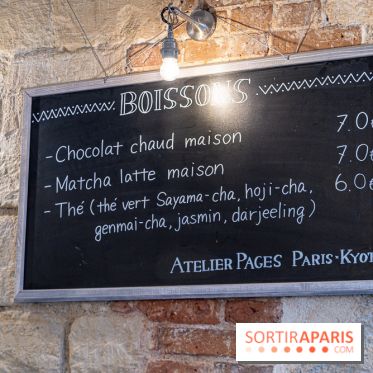 BOISSONS
- Chocolat chaud maison 7.0€
- Matcha latte maison 7.0€
- Thé (thé vert Sayama-cha, hoji-cha, 6.0€
genmai-cha, jasmin, darjeeling)
ATELIER PAGES PARIS·KYOT
SORTIRAPARIS
.COM